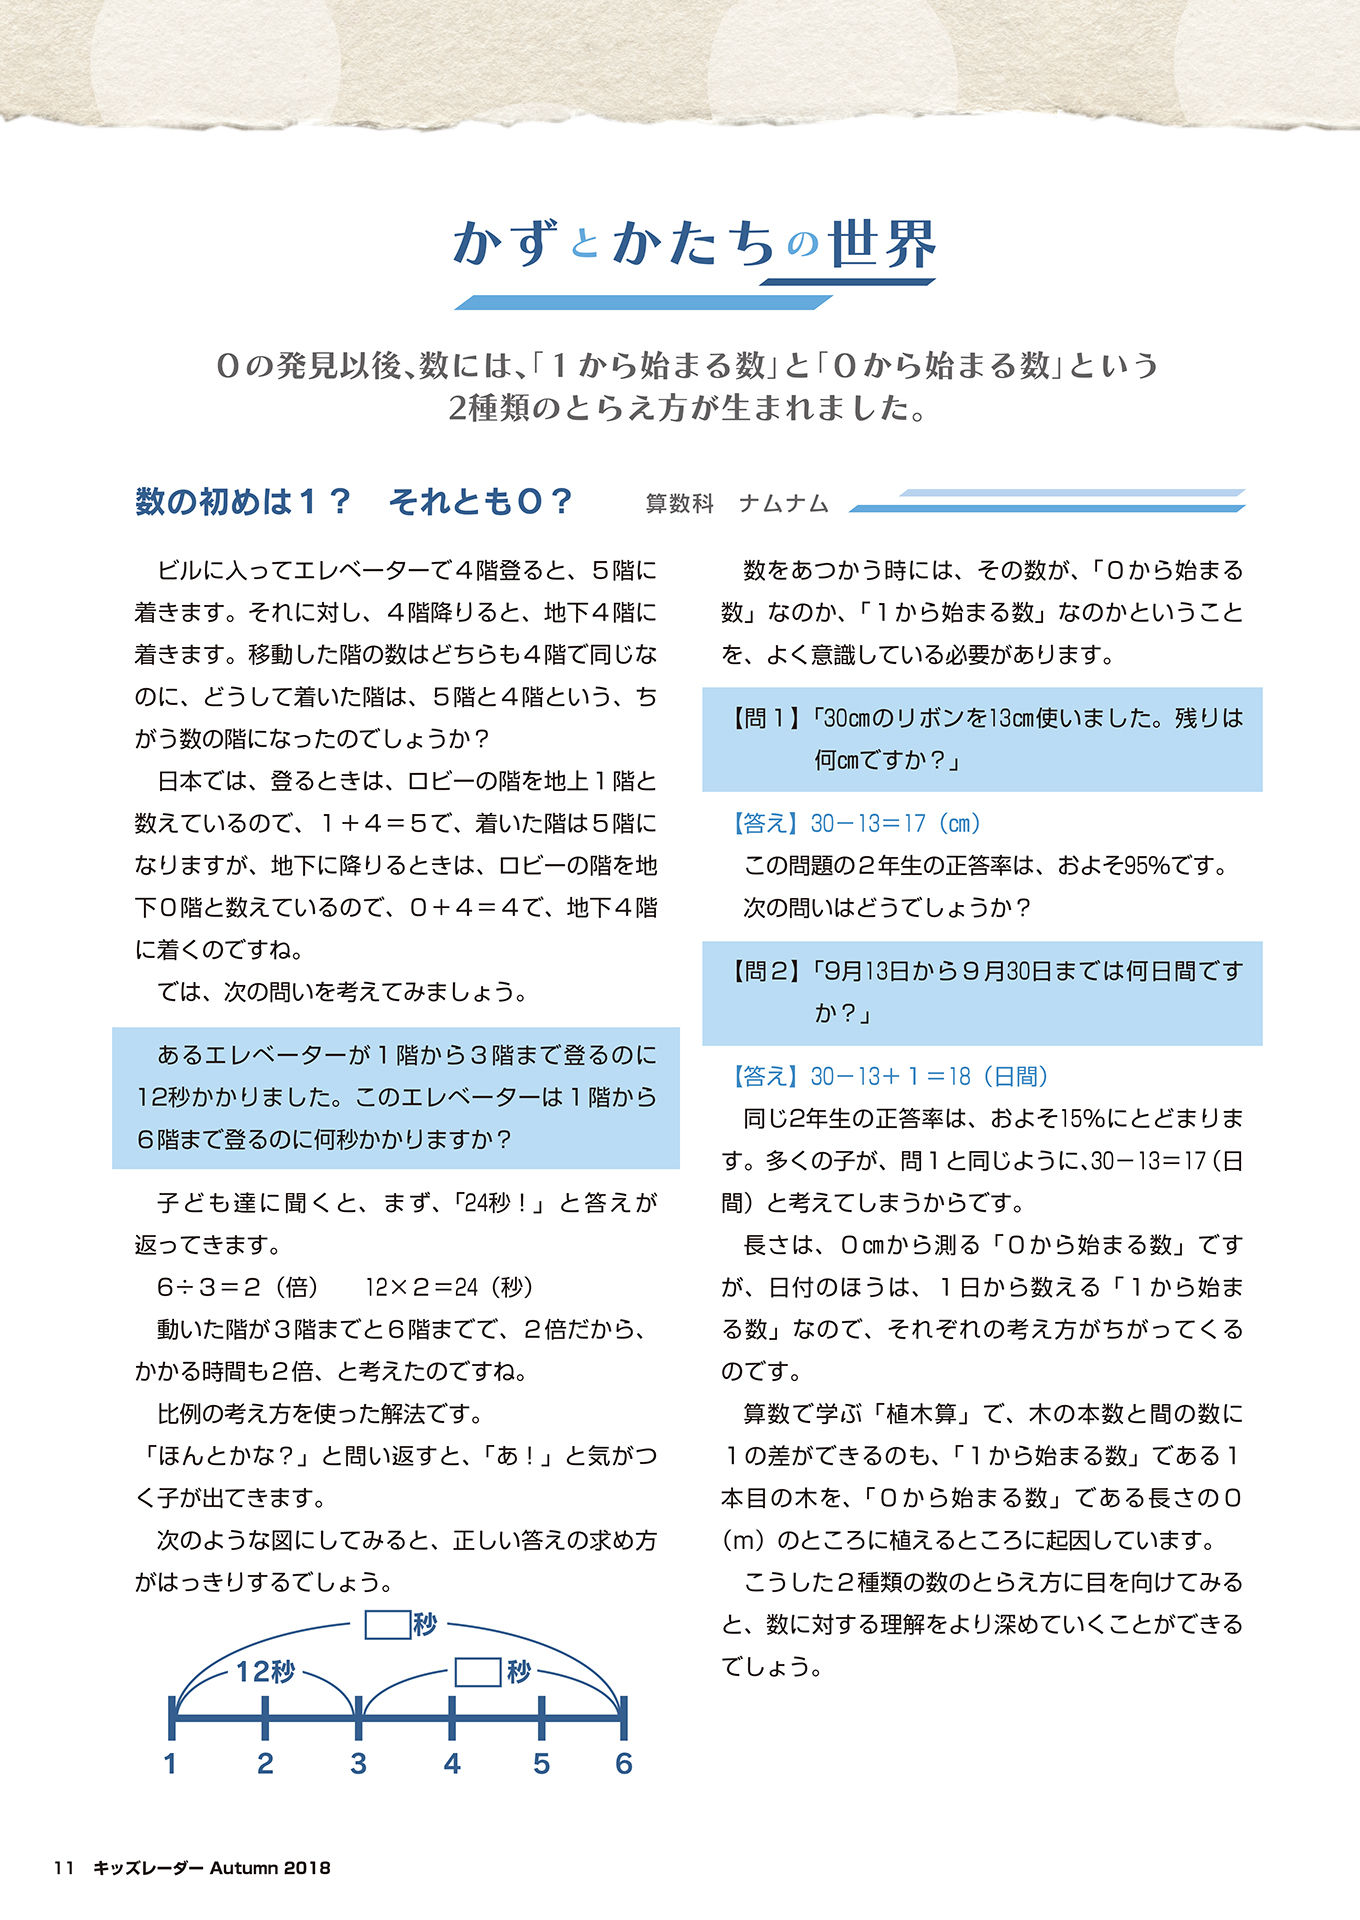 かずとかたちの世界
０の発見以後、数には、「１から始まる数」と「０から始まる数」という
2種類のとらえ方が生まれました。
数の初めは１？　それとも０？　算数科　ナムナム
ビルに入ってエレベーターで４階登ると、５階に
着きます。それに対し、４階降りると、地下４階に
着きます。移動した階の数はどちらも４階で同じな
のに、どうして着いた階は、５階と４階という、ち
がう数の階になったのでしょうか？
日本では、登るときは、ロビーの階を地上１階と
数えているので、１＋４＝５で、着いた階は５階に
なりますが、地下に降りるときは、ロビーの階を地
下０階と数えているので、０＋４＝４で、地下４階
に着くのですね。
では、次の問いを考えてみましょう。
あるエレベーターが１階から３階まで登るのに
12秒かかりました。このエレベーターは１階から
６階まで登るのに何秒かかりますか？
子ども達に聞くと、まず、「24秒！」と答えが
返ってきます。
６÷３＝２（倍）　12×２＝24（秒）
動いた階が３階までと６階までで、２倍だから、
かかる時間も２倍、と考えたのですね。
比例の考え方を使った解法です。
「ほんとかな？」と問い返すと、「あ！」と気がつ
く子が出てきます。
次のような図にしてみると、正しい答えの求め方
がはっきりするでしょう。
秒
12秒
秒
1 2 3 4 5 6
数をあつかう時には、その数が、「０から始まる
数」なのか、「１から始まる数」なのかということ
を、よく意識している必要があります。
【問１】「30㎝のリボンを13㎝使いました。残りは
何㎝ですか？」
【答え】30－13＝17（㎝）
この問題の２年生の正答率は、およそ95％です。
次の問いはどうでしょうか？
【問２】「９月13日から９月30日までは何日間です
か？」
【答え】30－13＋１＝18（日間）
同じ2年生の正答率は、およそ15％にとどまりま
す。多くの子が、問１と同じように、30－13＝17（日
間）と考えてしまうからです。
長さは、０㎝から測る「０から始まる数」です
が、日付のほうは、１日から数える「１から始ま
る数」なので、それぞれの考え方がちがってくる
のです。
算数で学ぶ「植木算」で、木の本数と間の数に
１の差ができるのも、「１から始まる数」である１
本目の木を、「０から始まる数」である長さの０
（m）のところに植えるところに起因しています。
こうした２種類の数のとらえ方に目を向けてみる
と、数に対する理解をより深めていくことができる
でしょう。
11　キッズレーダー Autumn 2018